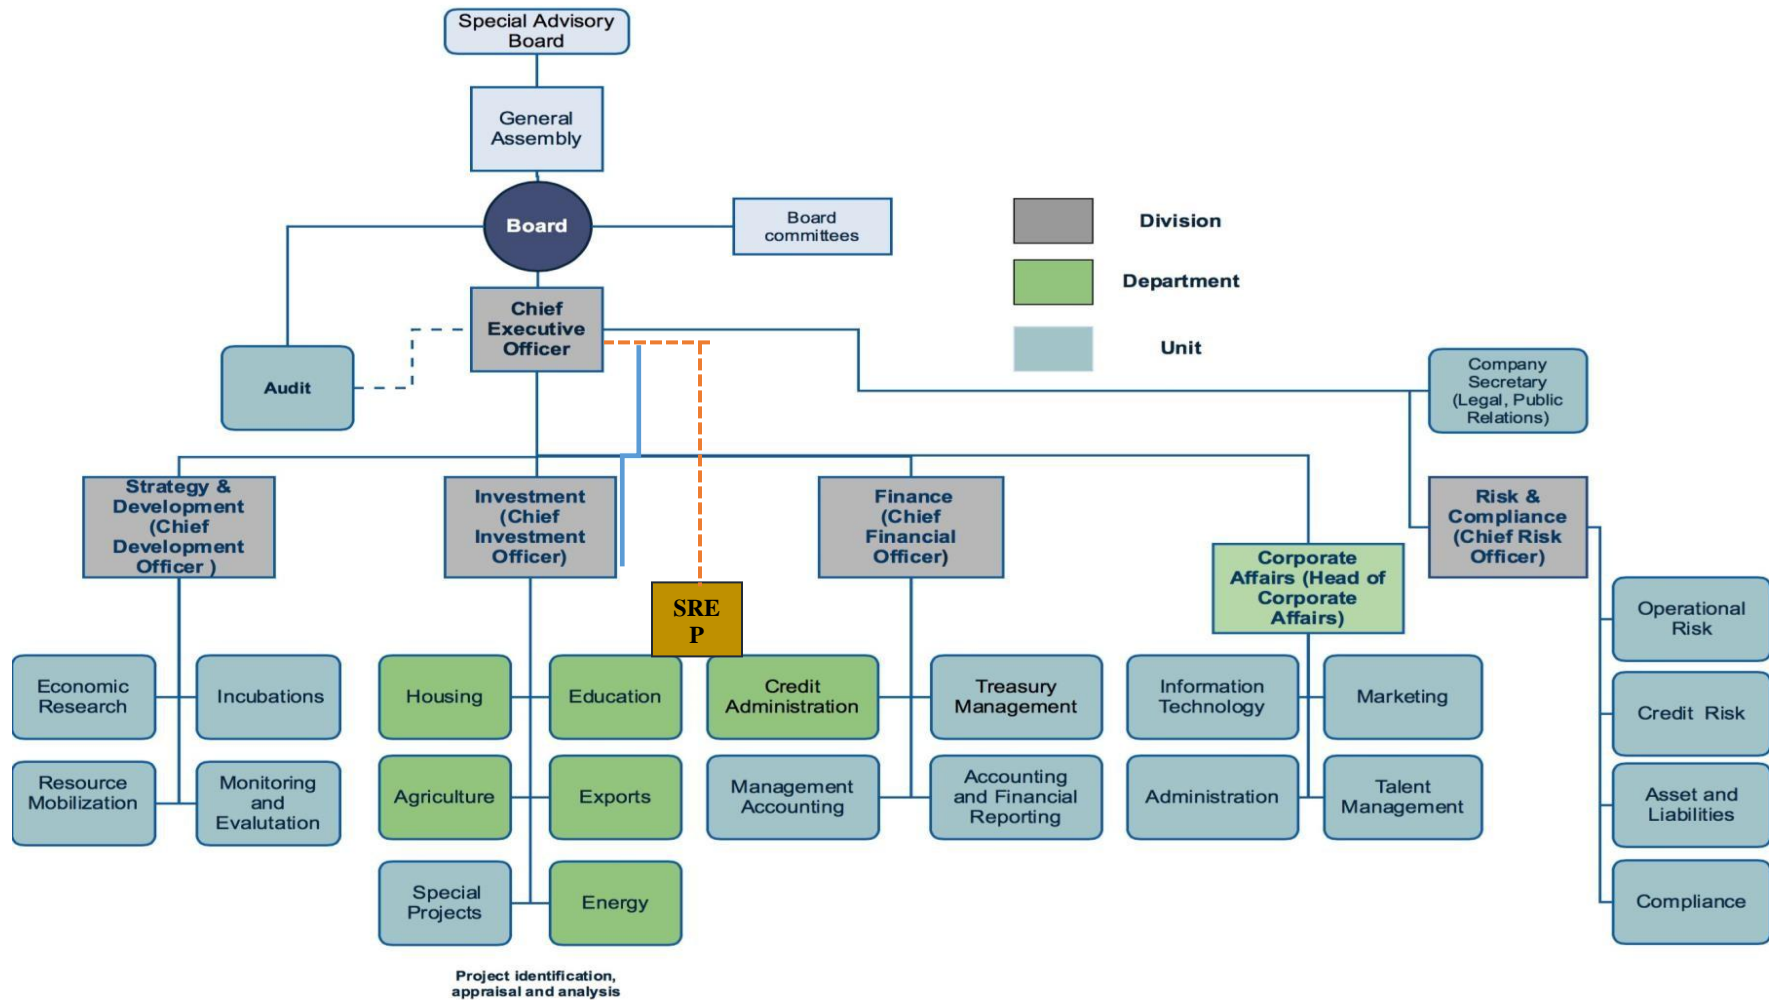 Special Advisory
Board
General
Assembly
Board
Board
committees
Division
Department
Unit
Chief
Executive
Officer
Audit
Company
Secretary
(Legal, Public
Relations)
Strategy &
Development
(Chief
Development
Officer )
Investment
(Chief
Investment
Officer)
Finance
(Chief
Financial
Officer)
Corporate
Affairs (Head of
Corporate
Affairs)
Risk &
Compliance
(Chief Risk
Officer)
SRE
P
Economic
Research
Incubations
Resource
Mobilization
Monitoring
and
Evalutation
Housing
Education
Agriculture
Exports
Special
Projects
Energy
Project identification,
appraisal and analysis
Credit
Administration
Treasury
Management
Management
Accounting
Accounting
and Financial
Reporting
Information
Technology
Marketing
Administration
Talent
Management
Operational
Risk
Credit Risk
Asset and
Liabilities
Compliance